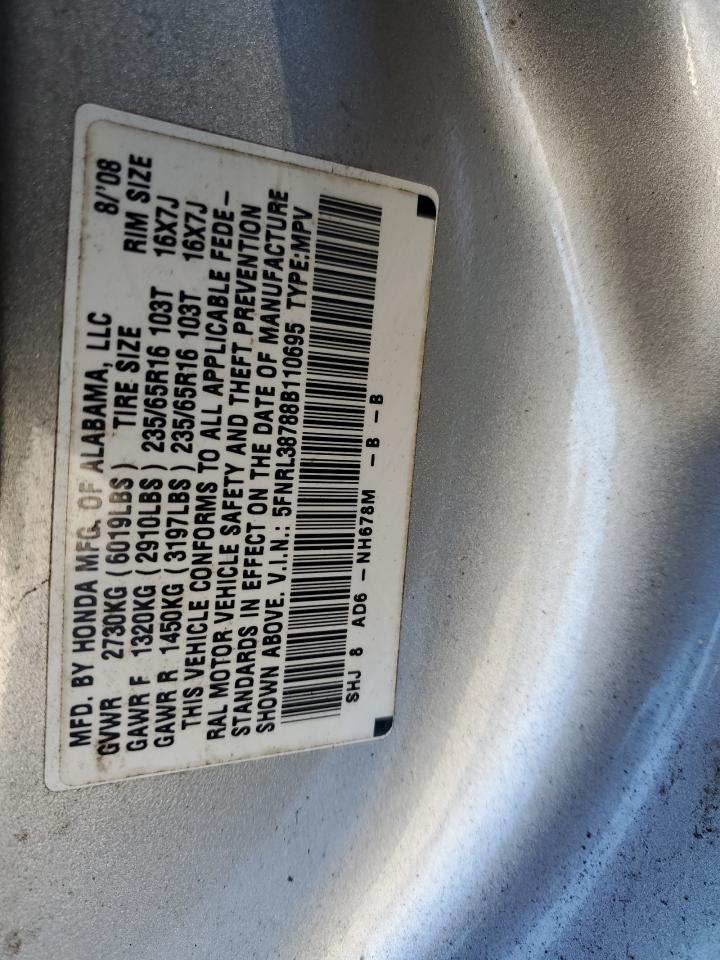 MFD. BY HONDA MFG. OF ALABAMA, LLC 8/'08
GVWR 2730KG (6019LBS) TIRE SIZE RIM SIZE
GAWR F 1320KG (2910LBS) 235/65R16 103T 16X7J
GAWR R 1450KG (3197LBS) 235/65R16 103T 16X7J
THIS VEHICLE CONFORMS TO ALL APPLICABLE FEDE-
RAL MOTOR VEHICLE SAFETY AND THEFT PREVENTION
STANDARDS IN EFFECT ON THE DATE OF MANUFACTURE
SHOWN ABOVE. V.I.N.: 5FNRL38788B110695 TYPE:MPV
SHJ 8 AD6 - NH678M - B - B